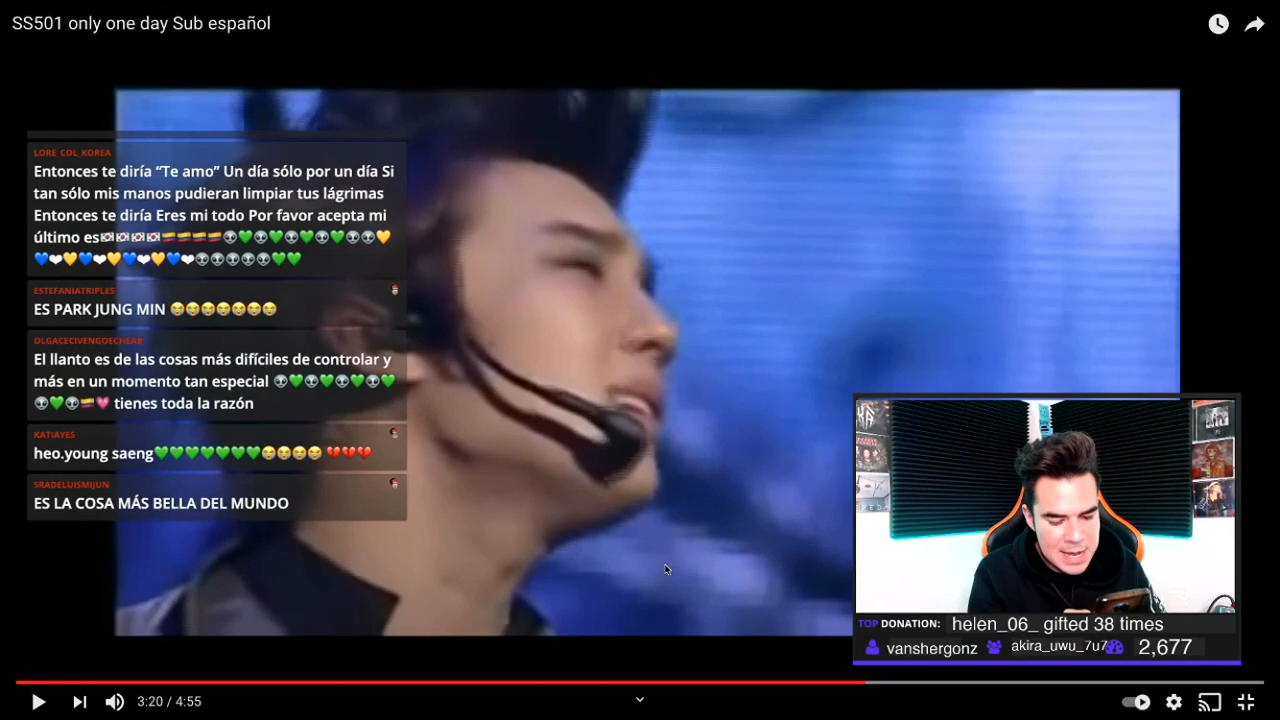 SS501 only one day Sub español
LORE_COL_KOREA
Entonces te diría “Te amo” Un día sólo por un día Si
tan sólo mis manos pudieran limpiar tus lágrimas
Entonces te diría Eres mi todo Por favor acepta mi
último es🇰🇷🇰🇷🇰🇷🇰🇷🇨🇴🇨🇴🇨🇴🇨🇴👽💚👽💚👽💚👽💚👽👽💛
💙🤍💛💙🤍💛💙🤍💛💙🤍👽👽👽👽👽💚💚
ESTEFANIATRIPLES
ES PARK JUNG MIN 😭😭😭😭😭😭😭
OLGACECIVENGOECHEAB
El llanto es de las cosas más difíciles de controlar y
más en un momento tan especial 👽💚👽💚👽💚👽💚
👽💚👽🇨🇴💗 tienes toda la razón
KATIAYES
heo.young saeng💚💚💚💚💚💚💚😭😭😭😭 💔💔💔
SRADELUISMIJUN
ES LA COSA MÁS BELLA DEL MUNDO
TOP DONATION: helen_06_ gifted 38 times
vanshergonz akira_uwu_7u7 2,677
3:20 / 4:55